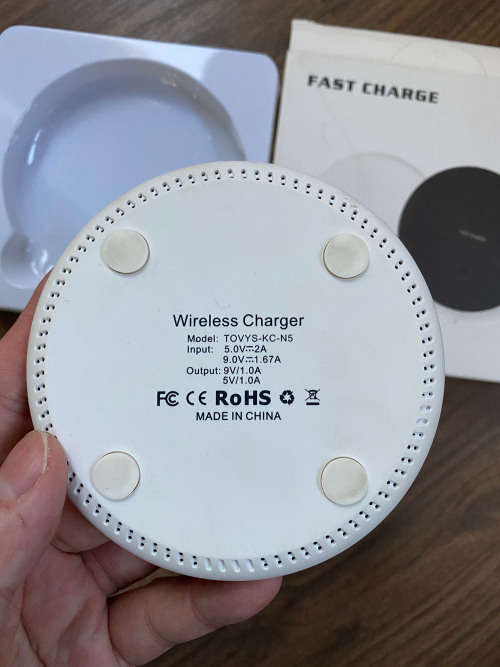 FAST CHARGE
Wireless Charger
Model: TOVYS-KC-N5
Input: 5.0V⎓2A
9.0V⎓1.67A
Output: 9V/1.0A
5V/1.0A
FC CE RoHS
MADE IN CHINA